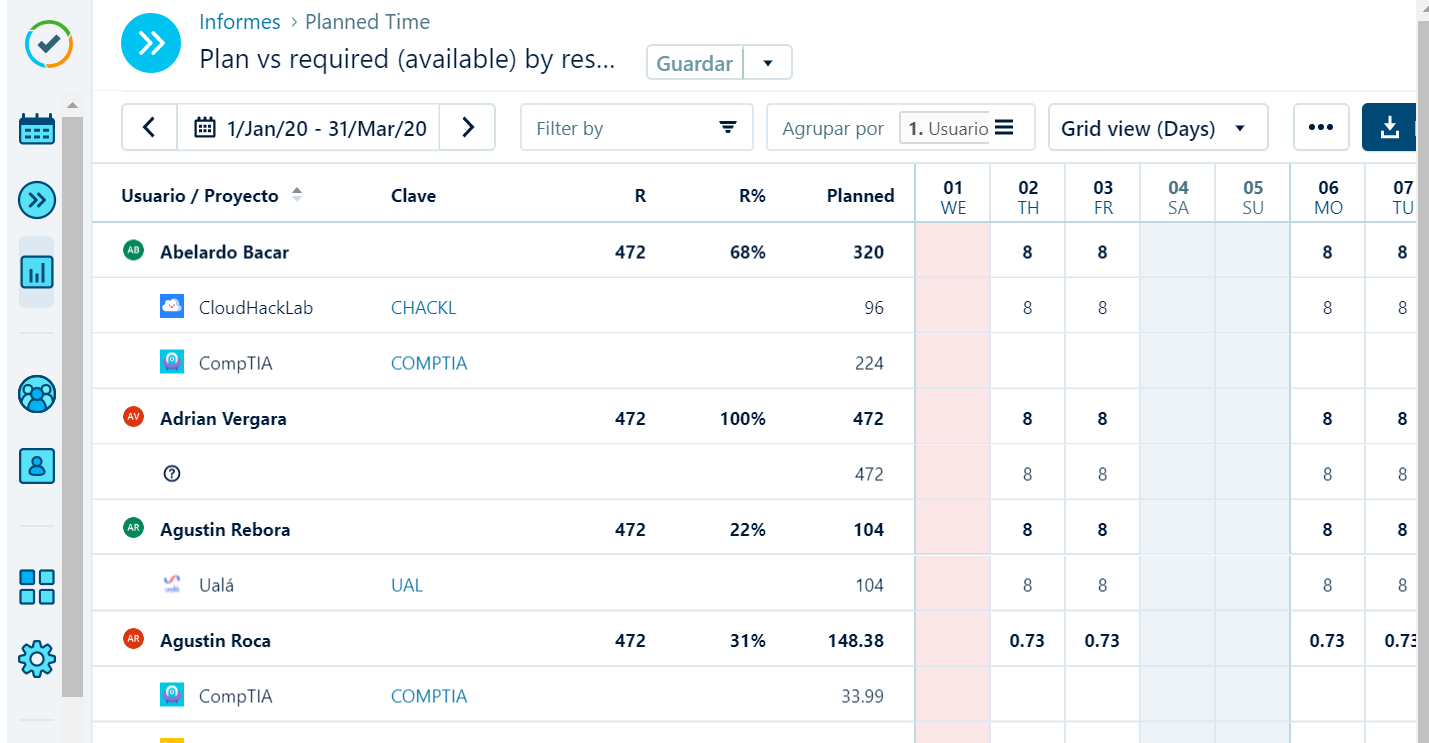 Informes › Planned Time
Plan vs required (available) by res...
Guardar
1/Jan/20 - 31/Mar/20
Filter by
Agrupar por 1. Usuario
Grid view (Days)
Usuario / Proyecto Clave R R% Planned 01 02 03 04 05 06 07
WE TH FR SA SU MO TU
AB Abelardo Bacar 472 68% 320 8 8 8 8
CloudHackLab CHACKL 96 8 8 8 8
CompTIA COMPTIA 224
AV Adrian Vergara 472 100% 472 8 8 8 8
472 8 8 8 8
AR Agustin Rebora 472 22% 104 8 8 8 8
Ualá UAL 104 8 8 8 8
AR Agustin Roca 472 31% 148.38 0.73 0.73 0.73 0.73
CompTIA COMPTIA 33.99